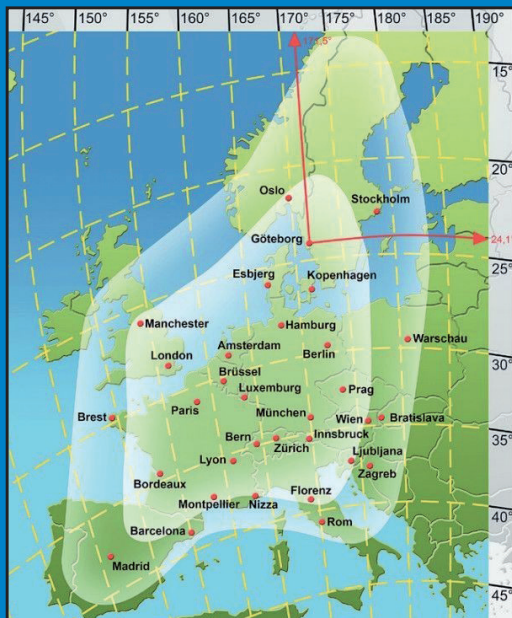 145° 150° 155° 160° 165° 170° 175° 180° 185° 190°
171,5°
15°
20°
Oslo
Stockholm
Göteborg
24,1°
25°
Esbjerg
Kopenhagen
Manchester
Hamburg
Warschau
Amsterdam
Berlin
London
30°
Brüssel
Luxemburg
Prag
Paris
München
Brest
Wien
Bratislava
35°
Bern
Innsbruck
Zürich
Ljubljana
Lyon
Zagreb
Bordeaux
Florenz
Montpellier
Nizza
40°
Rom
Barcelona
Madrid
45°